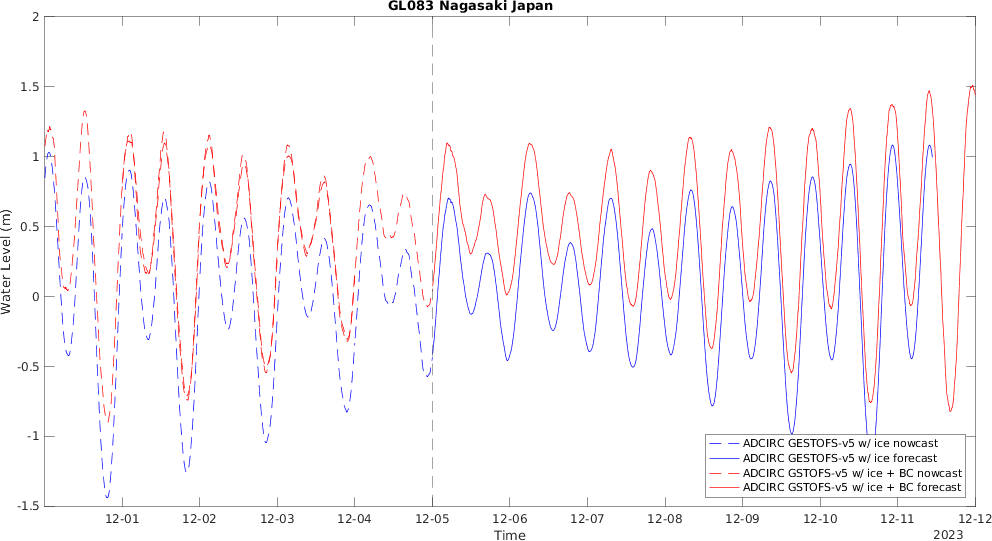 GL083 Nagasaki Japan
Water Level (m)
2
1.5
1
0.5
0
-0.5
-1
-1.5
12-01 12-02 12-03 12-04 12-05 12-06 12-07 12-08 12-09 12-10 12-11 12-12
Time
2023
ADCIRC GESTOFS-v5 w/ ice nowcast
ADCIRC GESTOFS-v5 w/ ice forecast
ADCIRC GSTOFS-v5 w/ ice + BC nowcast
ADCIRC GSTOFS-v5 w/ ice + BC forecast